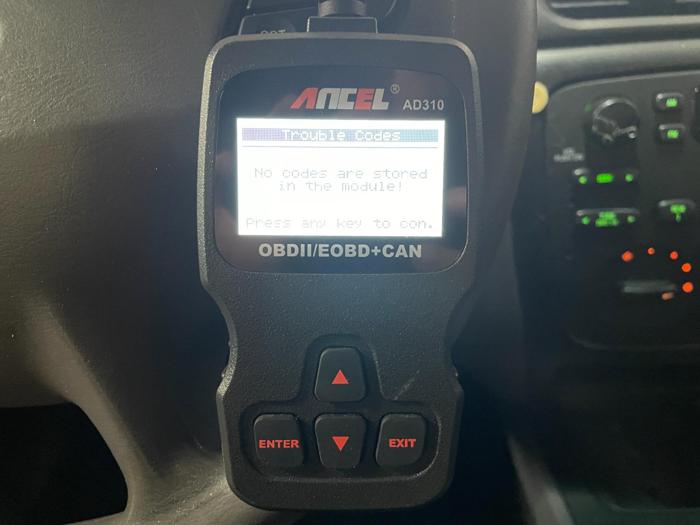 ANCEL®
AD310
Trouble Codes
No codes are stored
in the module!
Press any key to con.
OBDII/EOBD+CAN
ENTER
EXIT